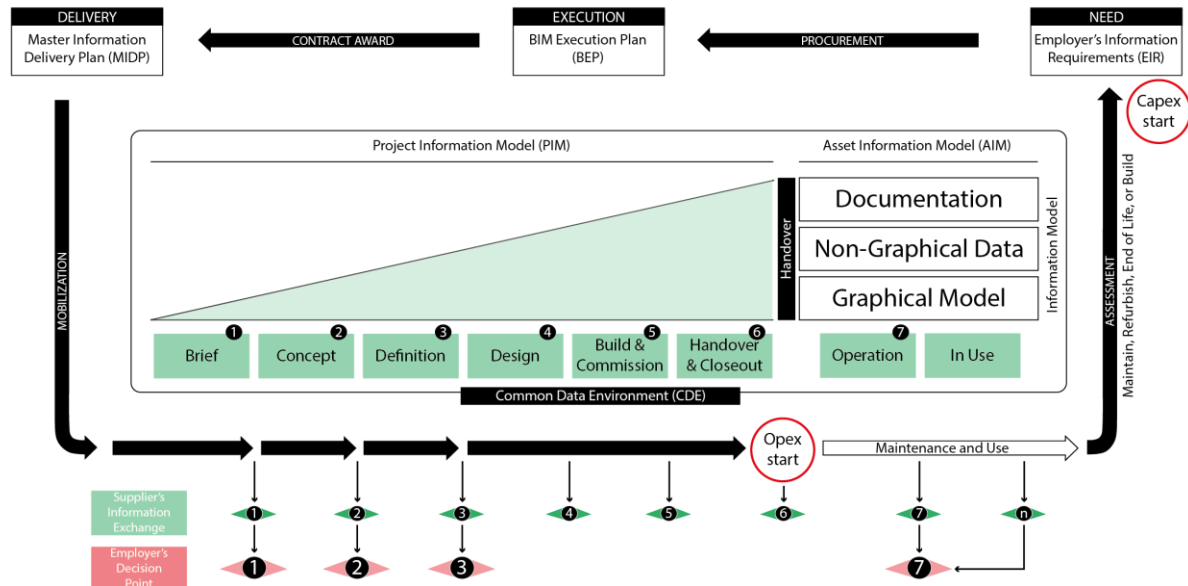 DELIVERY
Master Information
Delivery Plan (MIDP)
CONTRACT AWARD
EXECUTION
BIM Execution Plan
(BEP)
PROCUREMENT
NEED
Employer's Information
Requirements (EIR)
Capex
start
MOBILIZATION
Project Information Model (PIM)
Asset Information Model (AIM)
Handover
Documentation
Non-Graphical Data
Graphical Model
Information Model
ASSESSMENT
Maintain, Refurbish, End of Life, or Build
1
Brief
2
Concept
3
Definition
4
Design
5
Build &
Commission
6
Handover
& Closeout
7
Operation
In Use
Common Data Environment (CDE)
Opex
start
Maintenance and Use
Supplier's
Information
Exchange
1 2 3 4 5 6 7 n
Employer's
Decision
Point
1 2 3 7